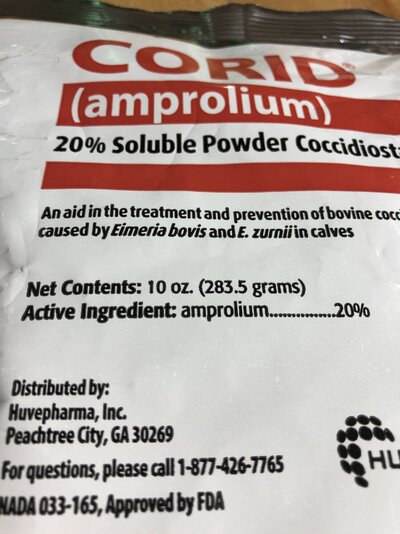 CORID®
(amprolium)
20% Soluble Powder Coccidiost
An aid in the treatment and prevention of bovine cocc
caused by Eimeria bovis and E. zurnii in calves
Net Contents: 10 oz. (283.5 grams)
Active Ingredient: amprolium...............20%
Distributed by:
Huvepharma, Inc.
Peachtree City, GA 30269
For questions, please call 1-877-426-7765
HU
NADA 033-165, Approved by FDA